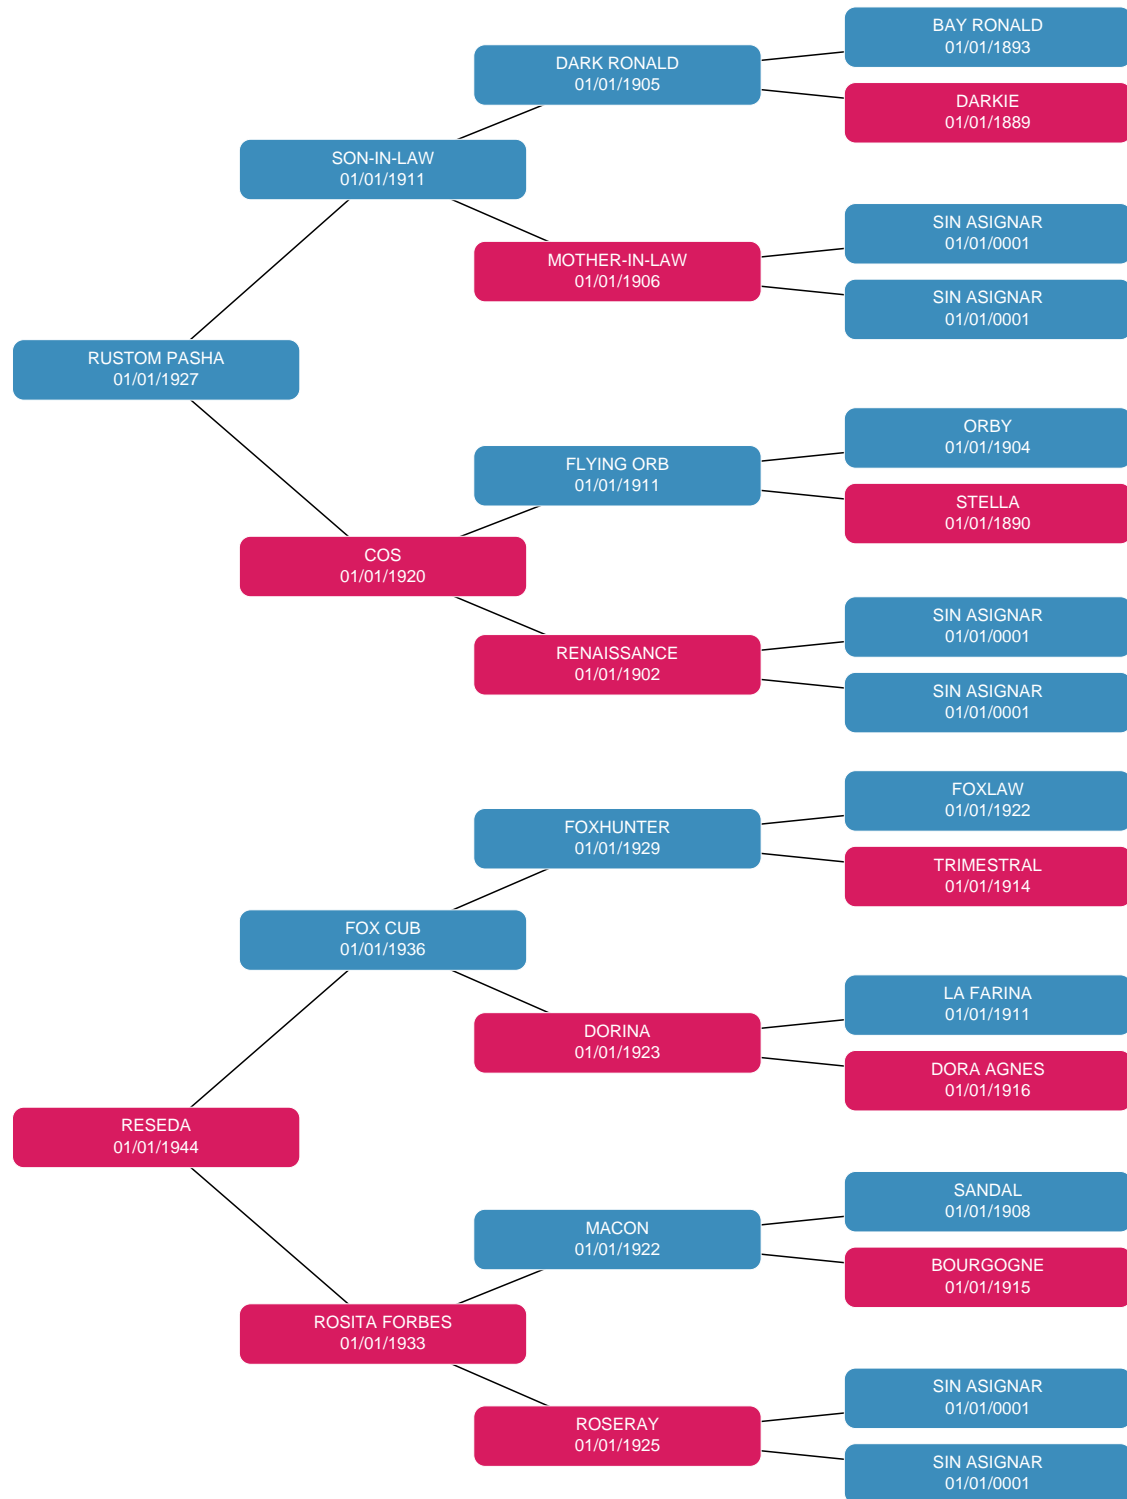 BAY RONALD
01/01/1893
DARK RONALD
01/01/1905
DARKIE
01/01/1889
SON-IN-LAW
01/01/1911
SIN ASIGNAR
01/01/0001
MOTHER-IN-LAW
01/01/1906
SIN ASIGNAR
01/01/0001
RUSTOM PASHA
01/01/1927
ORBY
01/01/1904
FLYING ORB
01/01/1911
STELLA
01/01/1890
COS
01/01/1920
SIN ASIGNAR
01/01/0001
RENAISSANCE
01/01/1902
SIN ASIGNAR
01/01/0001
FOXLAW
01/01/1922
FOXHUNTER
01/01/1929
TRIMESTRAL
01/01/1914
FOX CUB
01/01/1936
LA FARINA
01/01/1911
DORINA
01/01/1923
DORA AGNES
01/01/1916
RESEDA
01/01/1944
SANDAL
01/01/1908
MACON
01/01/1922
BOURGOGNE
01/01/1915
ROSITA FORBES
01/01/1933
SIN ASIGNAR
01/01/0001
ROSERAY
01/01/1925
SIN ASIGNAR
01/01/0001